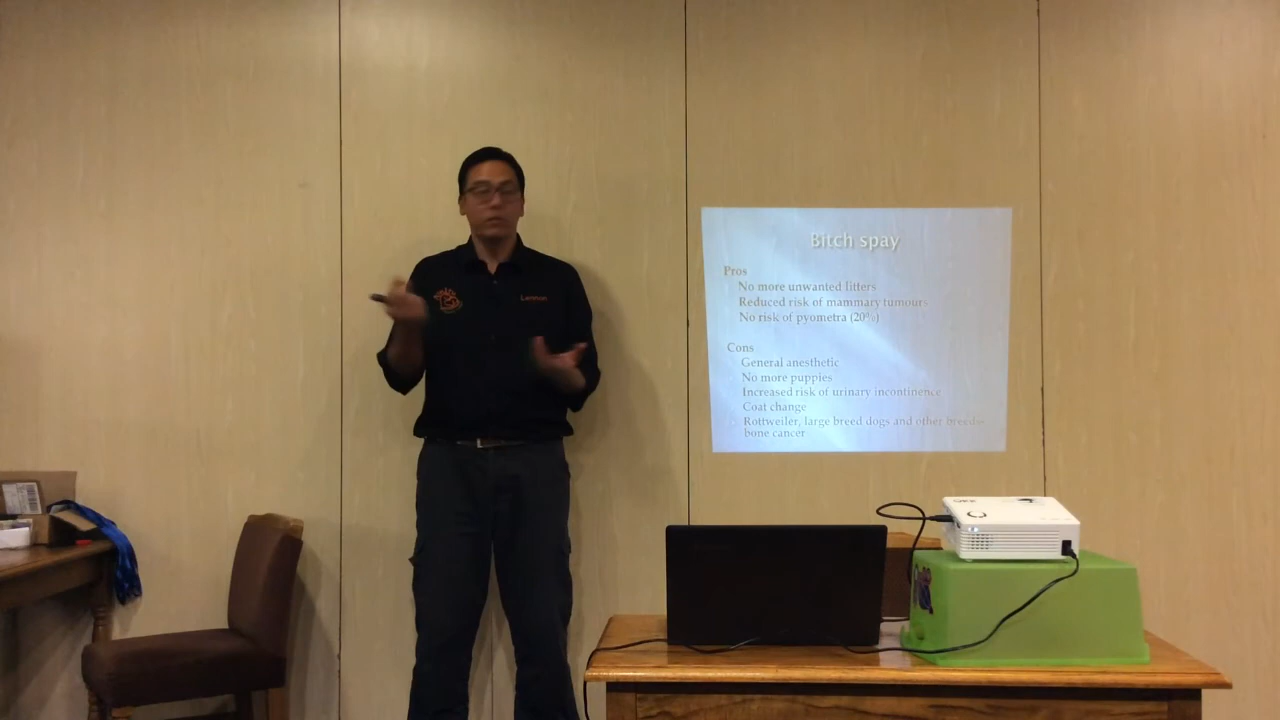 Lennon
Bitch spay
Pros
No more unwanted litters
Reduced risk of mammary tumours
No risk of pyometra (20%)
Cons
General anesthetic
No more puppies
Increased risk of urinary incontinence
Coat change
Rottweiler, large breed dogs and other breeds-
bone cancer